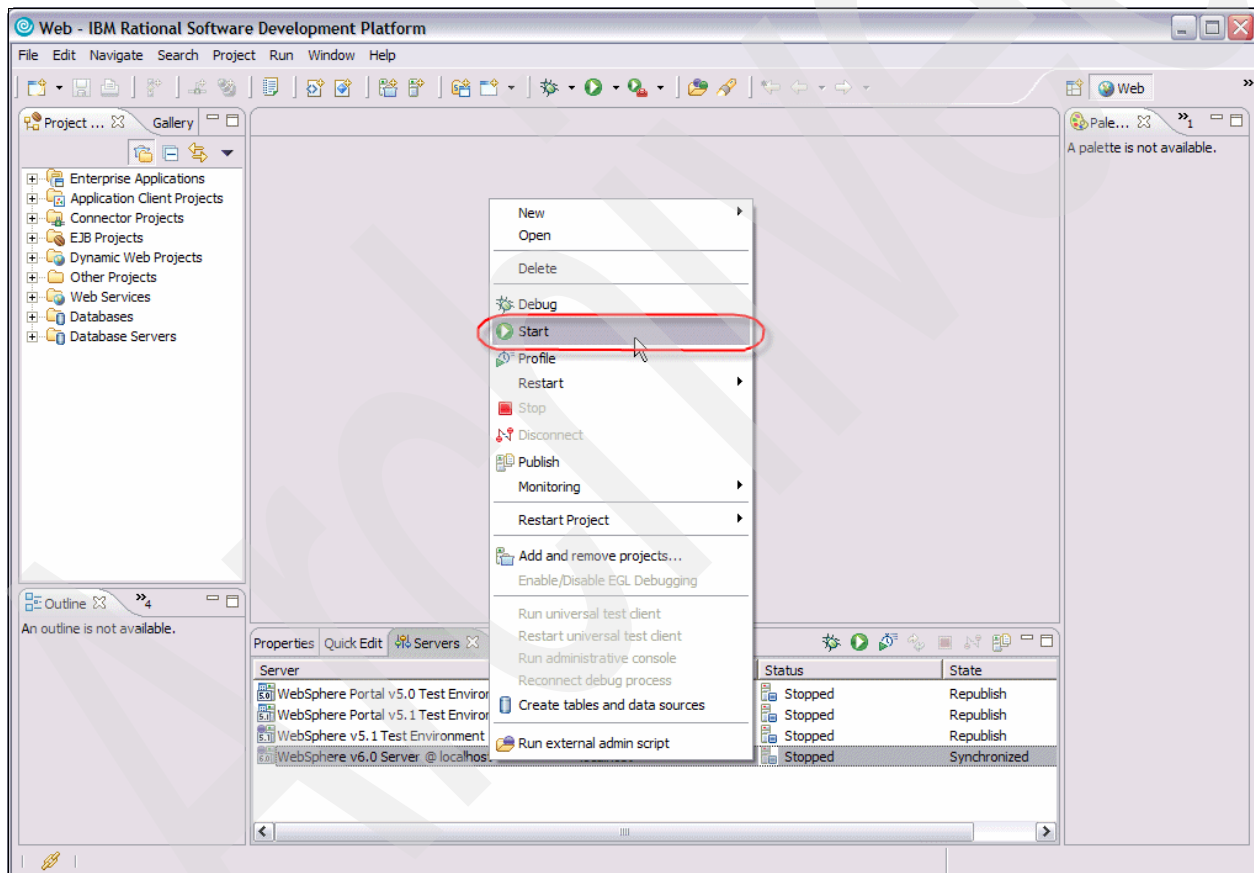 Web - IBM Rational Software Development Platform
File Edit Navigate Search Project Run Window Help
Web
Project ... Gallery
Enterprise Applications
Application Client Projects
Connector Projects
EJB Projects
Dynamic Web Projects
Other Projects
Web Services
Databases
Database Servers
Pale... 1
A palette is not available.
New
Open
Delete
Debug
Start
Profile
Restart
Stop
Disconnect
Publish
Monitoring
Restart Project
Add and remove projects...
Enable/Disable EGL Debugging
Run universal test client
Restart universal test client
Run administrative console
Reconnect debug process
Create tables and data sources
Run external admin script
Outline 4
An outline is not available.
Properties Quick Edit Servers
Server Status State
WebSphere Portal v5.0 Test Environ Stopped Republish
WebSphere Portal v5.1 Test Environ Stopped Republish
WebSphere v5.1 Test Environment Stopped Republish
WebSphere v6.0 Server @ localhost Stopped Synchronized